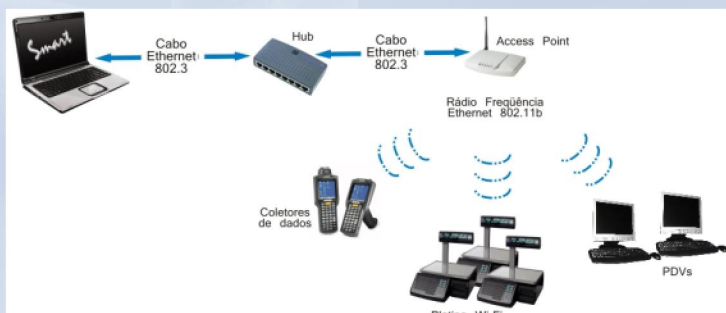 Smart
Cabo
Ethernet
802.3
Hub
Cabo
Ethernet
802.3
Access Point
Rádio Freqüência
Ethernet 802.11b
Coletores
de dados
PDVs